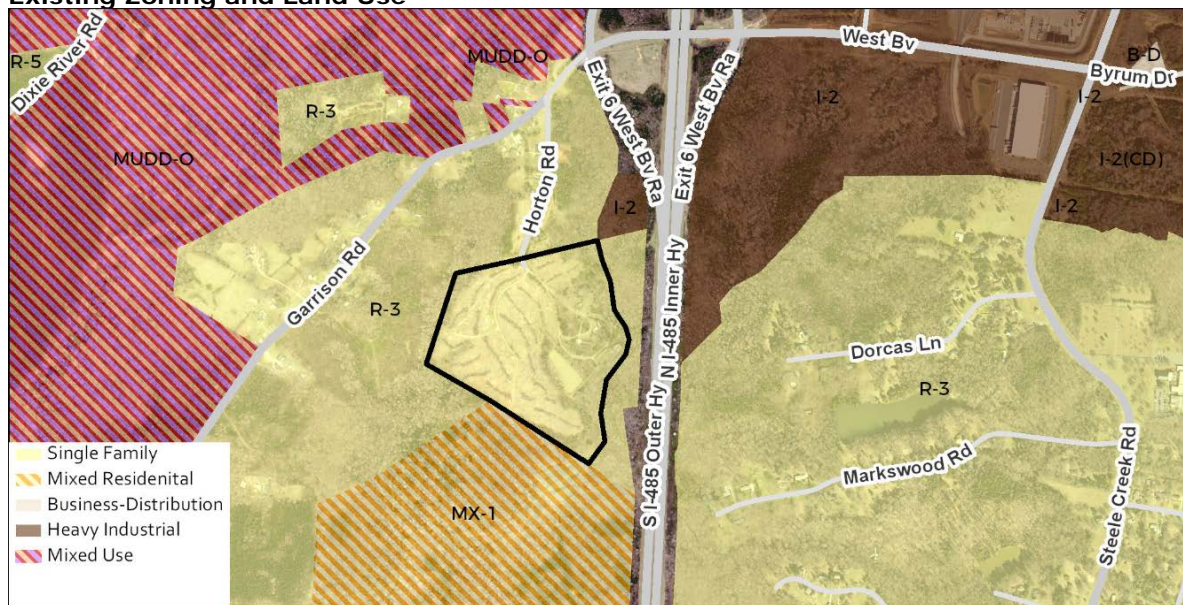 Existing Zoning and Land Use
R-5
Dixie River Rd
MUDD-O
West Bv
B-D
Byrum Dr
R-3
Exit 6 West Bv Ra
Exit 6 West Bv Ra
I-2
I-2
MUDD-O
I-2(CD)
Horton Rd
I-2
I-2
Garrison Rd
R-3
S I-485 Outer Hy
N I-485 Inner Hy
Dorcas Ln
R-3
Markswood Rd
Steele Creek Rd
MX-1
Single Family
Mixed Residental
Business-Distribution
Heavy Industrial
Mixed Use